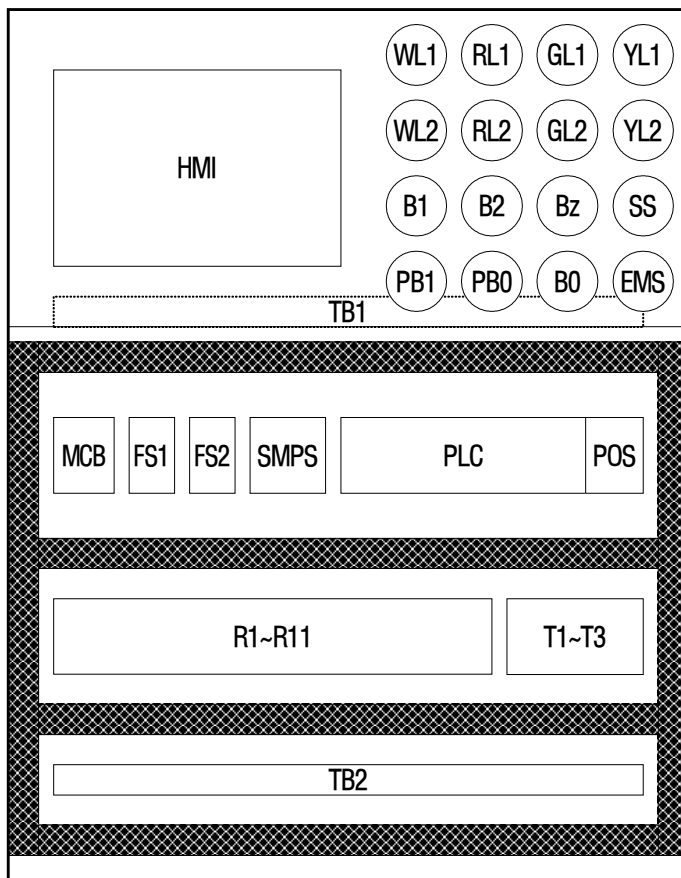 WL1 RL1 GL1 YL1
HMI
WL2 RL2 GL2 YL2
B1 B2 Bz SS
PB1 PB0 B0 EMS
TB1
MCB FS1 FS2 SMPS PLC POS
R1~R11 T1~T3
TB2